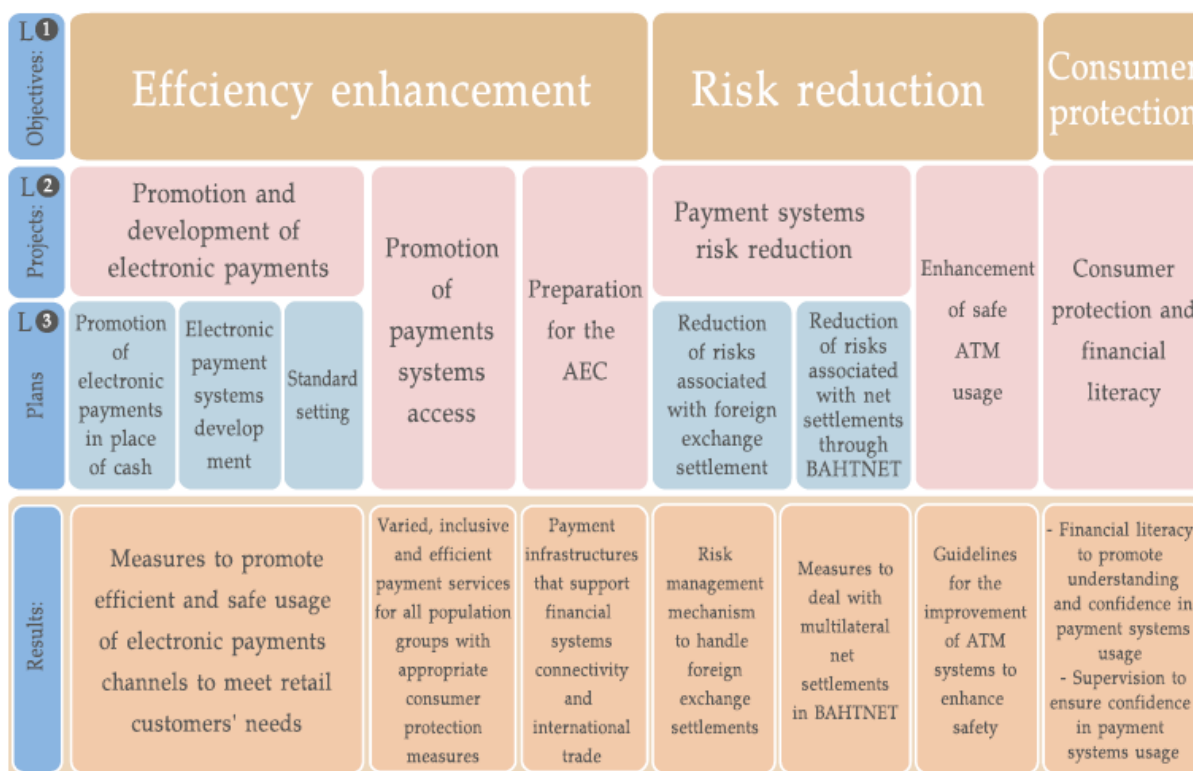 L 1
Objectives:
Effciency enhancement
Risk reduction
Consumer
protection
L 2
Projects:
Promotion and
development of
electronic payments
Promotion
of
payments
systems
access
Preparation
for the
AEC
Payment systems
risk reduction
Enhancement
of safe
ATM
usage
Consumer
protection and
financial
literacy
L 3
Plans
Promotion
of
electronic
payments
in place
of cash
Electronic
payment
systems
develop
ment
Standard
setting
Reduction
of risks
associated
with foreign
exchange
settlement
Reduction
of risks
associated
with net
settlements
through
BAHTNET
Results:
Measures to promote
efficient and safe usage
of electronic payments
channels to meet retail
customers' needs
Varied, inclusive
and efficient
payment services
for all population
groups with
appropriate
consumer
protection
measures
Payment
infrastructures
that support
financial
systems
connectivity
and
international
trade
Risk
management
mechanism
to handle
foreign
exchange
settlements
Measures to
deal with
multilateral
net
settlements
in BAHTNET
Guidelines
for the
improvement
of ATM
systems to
enhance
safety
- Financial literacy
to promote
understanding
and confidence in
payment systems
usage
- Supervision to
ensure confidence
in payment
systems usage